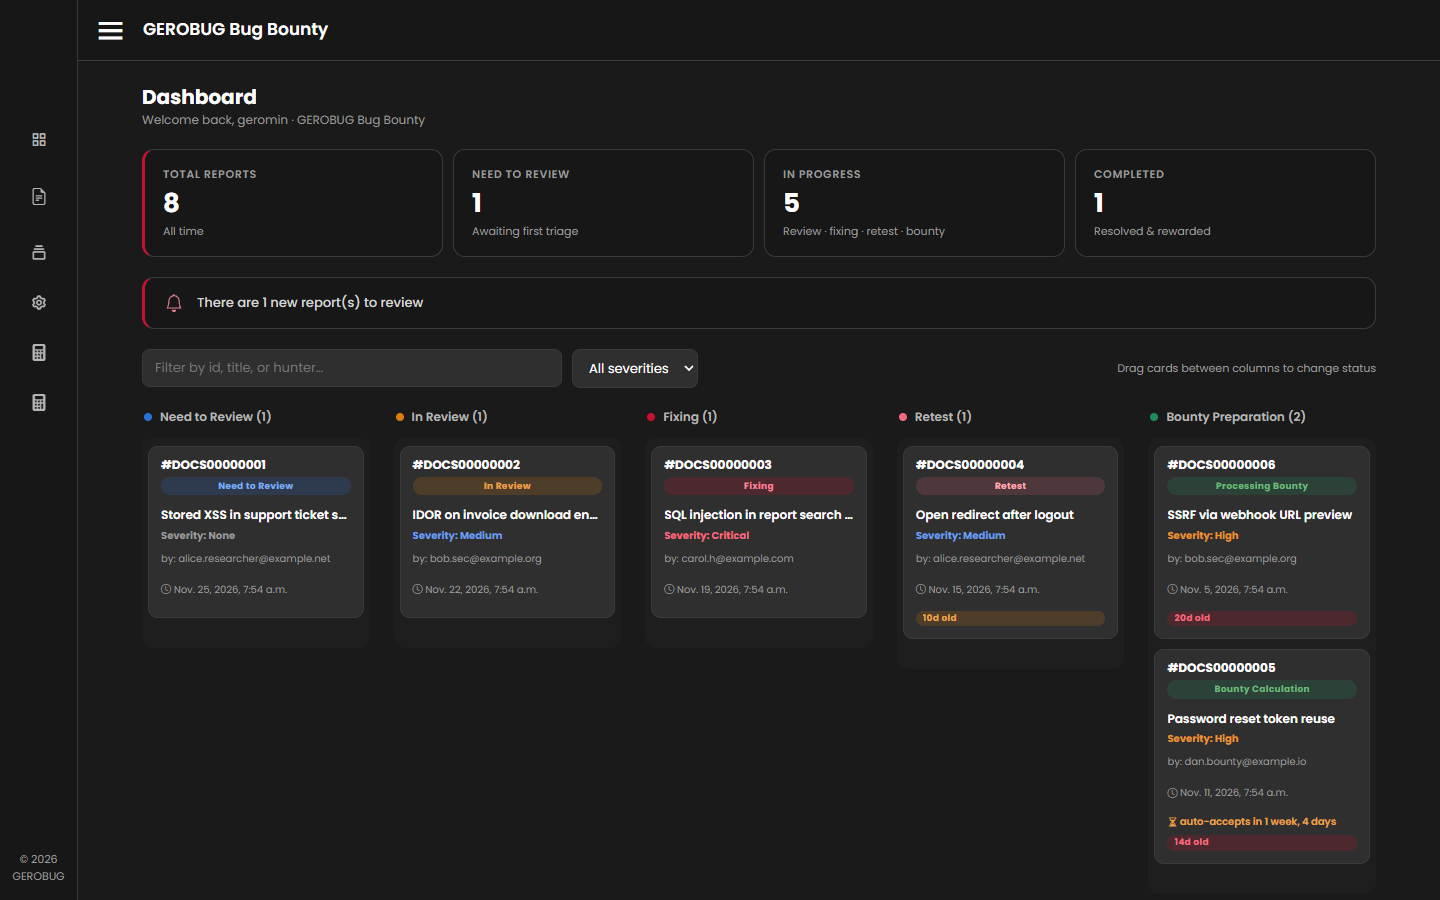 GEROBUG Bug Bounty
Dashboard
Welcome back, geromin · GEROBUG Bug Bounty
TOTAL REPORTS
8
All time
NEED TO REVIEW
1
Awaiting first triage
IN PROGRESS
5
Review · fixing · retest · bounty
COMPLETED
1
Resolved & rewarded
There are 1 new report(s) to review
Filter by id, title, or hunter...
All severities
Drag cards between columns to change status
Need to Review (1)
#DOCS00000001
Need to Review
Stored XSS in support ticket s...
Severity: None
by: alice.researcher@example.net
Nov. 25, 2026, 7:54 a.m.
In Review (1)
#DOCS00000002
In Review
IDOR on invoice download en...
Severity: Medium
by: bob.sec@example.org
Nov. 22, 2026, 7:54 a.m.
Fixing (1)
#DOCS00000003
Fixing
SQL injection in report search ...
Severity: Critical
by: carol.h@example.com
Nov. 19, 2026, 7:54 a.m.
Retest (1)
#DOCS00000004
Retest
Open redirect after logout
Severity: Medium
by: alice.researcher@example.net
Nov. 15, 2026, 7:54 a.m.
10d old
Bounty Preparation (2)
#DOCS00000006
Processing Bounty
SSRF via webhook URL preview
Severity: High
by: bob.sec@example.org
Nov. 5, 2026, 7:54 a.m.
20d old
#DOCS00000005
Bounty Calculation
Password reset token reuse
Severity: High
by: dan.bounty@example.io
Nov. 11, 2026, 7:54 a.m.
auto-accepts in 1 week, 4 days
14d old
© 2026
GEROBUG